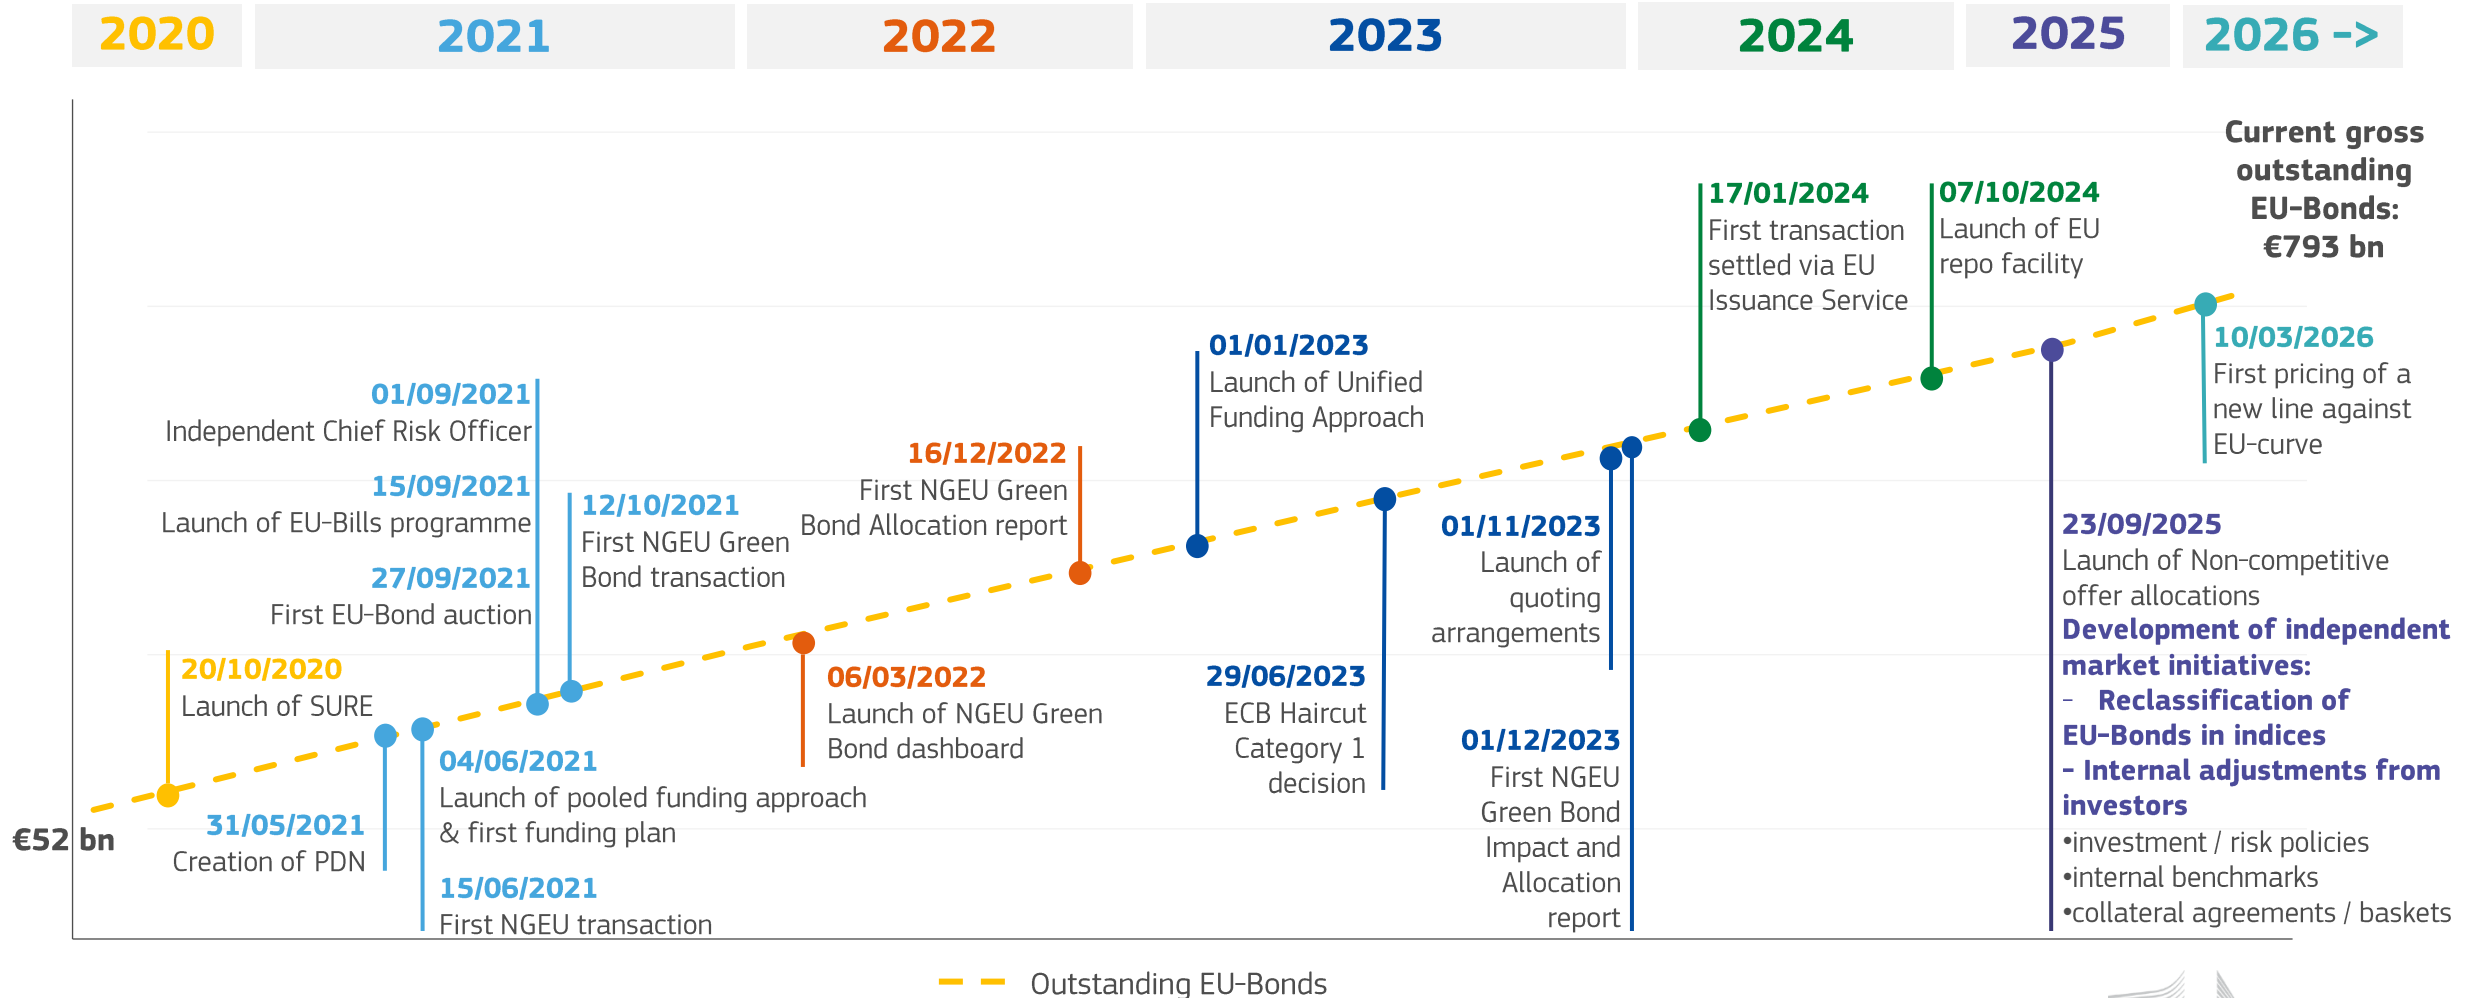 2020
2021
2022
2023
2024
2025
2026 ->
Current gross
outstanding
EU-Bonds:
€793 bn
€52 bn
20/10/2020
Launch of SURE
31/05/2021
Creation of PDN
04/06/2021
Launch of pooled funding approach
& first funding plan
15/06/2021
First NGEU transaction
01/09/2021
Independent Chief Risk Officer
15/09/2021
Launch of EU-Bills programme
27/09/2021
First EU-Bond auction
12/10/2021
First NGEU Green
Bond transaction
06/03/2022
Launch of NGEU Green
Bond dashboard
16/12/2022
First NGEU Green
Bond Allocation report
01/01/2023
Launch of Unified
Funding Approach
29/06/2023
ECB Haircut
Category 1
decision
01/11/2023
Launch of
quoting
arrangements
01/12/2023
First NGEU
Green Bond
Impact and
Allocation
report
17/01/2024
First transaction
settled via EU
Issuance Service
07/10/2024
Launch of EU
repo facility
23/09/2025
Launch of Non-competitive
offer allocations
Development of independent
market initiatives:
- Reclassification of
EU-Bonds in indices
- Internal adjustments from
investors
•investment / risk policies
•internal benchmarks
•collateral agreements / baskets
10/03/2026
First pricing of a
new line against
EU-curve
Outstanding EU-Bonds